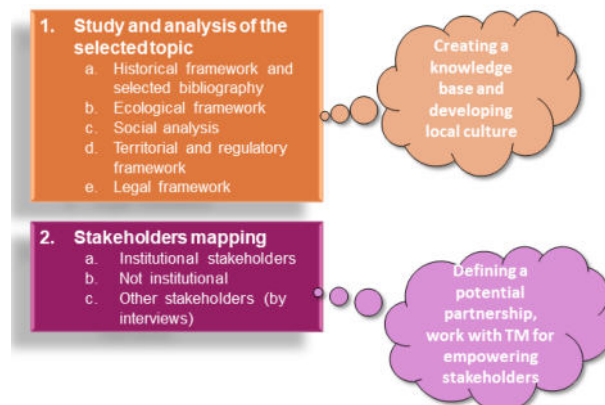 1. Study and analysis of the
selected topic
a. Historical framework and
selected bibliography
b. Ecological framework
c. Social analysis
d. Territorial and regulatory
framework
e. Legal framework
Creating a
knowledge
base and
developing
local culture
2. Stakeholders mapping
a. Institutional stakeholders
b. Not institutional
c. Other stakeholders (by
interviews)
Defining a
potential
partnership,
work with TM for
empowering
stakeholders